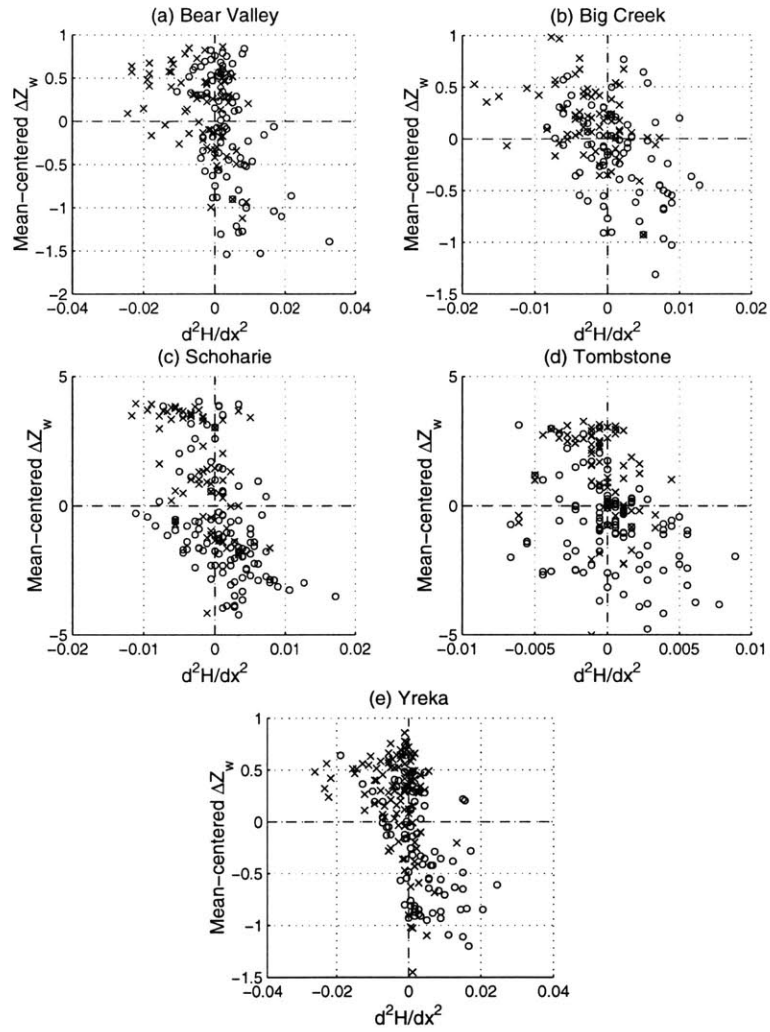 (a) Bear Valley
1
0.5
0
−0.5
−1
−1.5
−2
Mean−centered ΔZw
−0.04 −0.02 0 0.02 0.04
d²H/dx²
(b) Big Creek
1
0.5
0
−0.5
−1
−1.5
Mean−centered ΔZw
−0.02 −0.01 0 0.01 0.02
d²H/dx²
(c) Schoharie
5
0
−5
Mean−centered ΔZw
−0.02 −0.01 0 0.01 0.02
d²H/dx²
(d) Tombstone
5
0
−5
Mean−centered ΔZw
−0.01 −0.005 0 0.005 0.01
d²H/dx²
(e) Yreka
1
0.5
0
−0.5
−1
−1.5
Mean−centered ΔZw
−0.04 −0.02 0 0.02 0.04
d²H/dx²